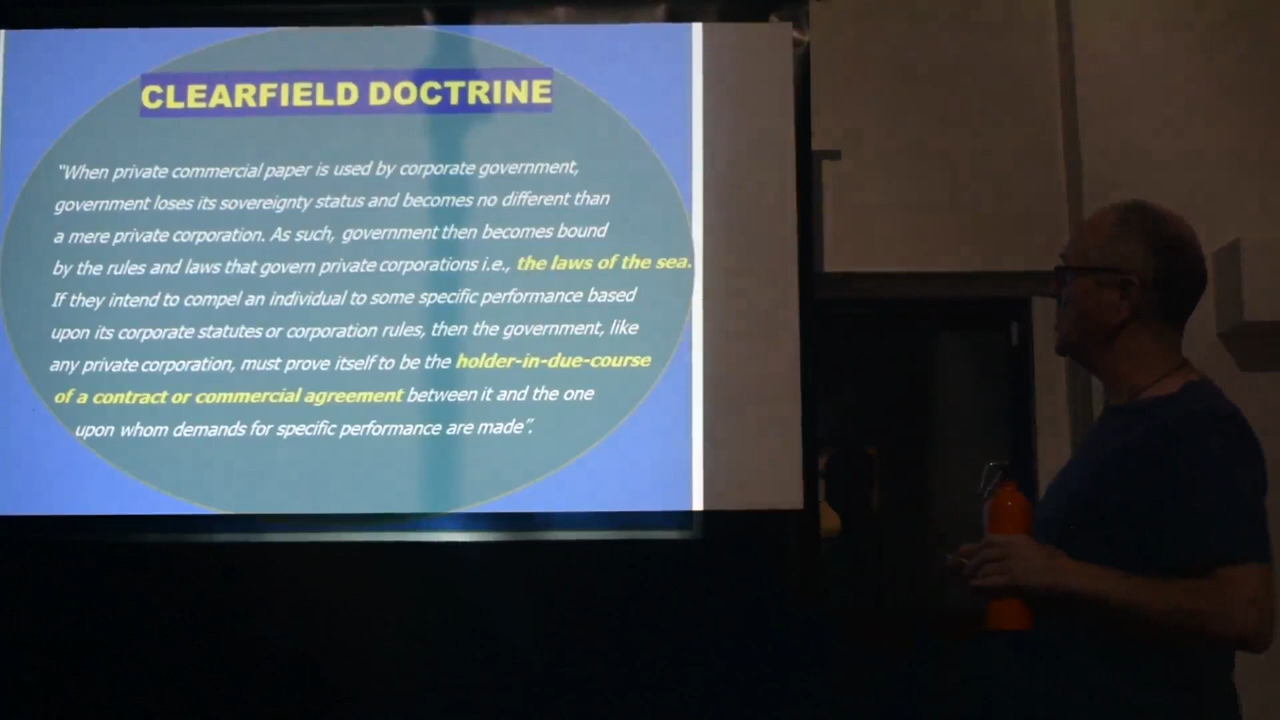 CLEARFIELD DOCTRINE
"When private commercial paper is used by corporate government,
government loses its sovereignty status and becomes no different than
a mere private corporation. As such, government then becomes bound
by the rules and laws that govern private corporations i.e., the laws of the sea.
If they intend to compel an individual to some specific performance based
upon its corporate statutes or corporation rules, then the government, like
any private corporation, must prove itself to be the holder-in-due-course
of a contract or commercial agreement between it and the one
upon whom demands for specific performance are made".